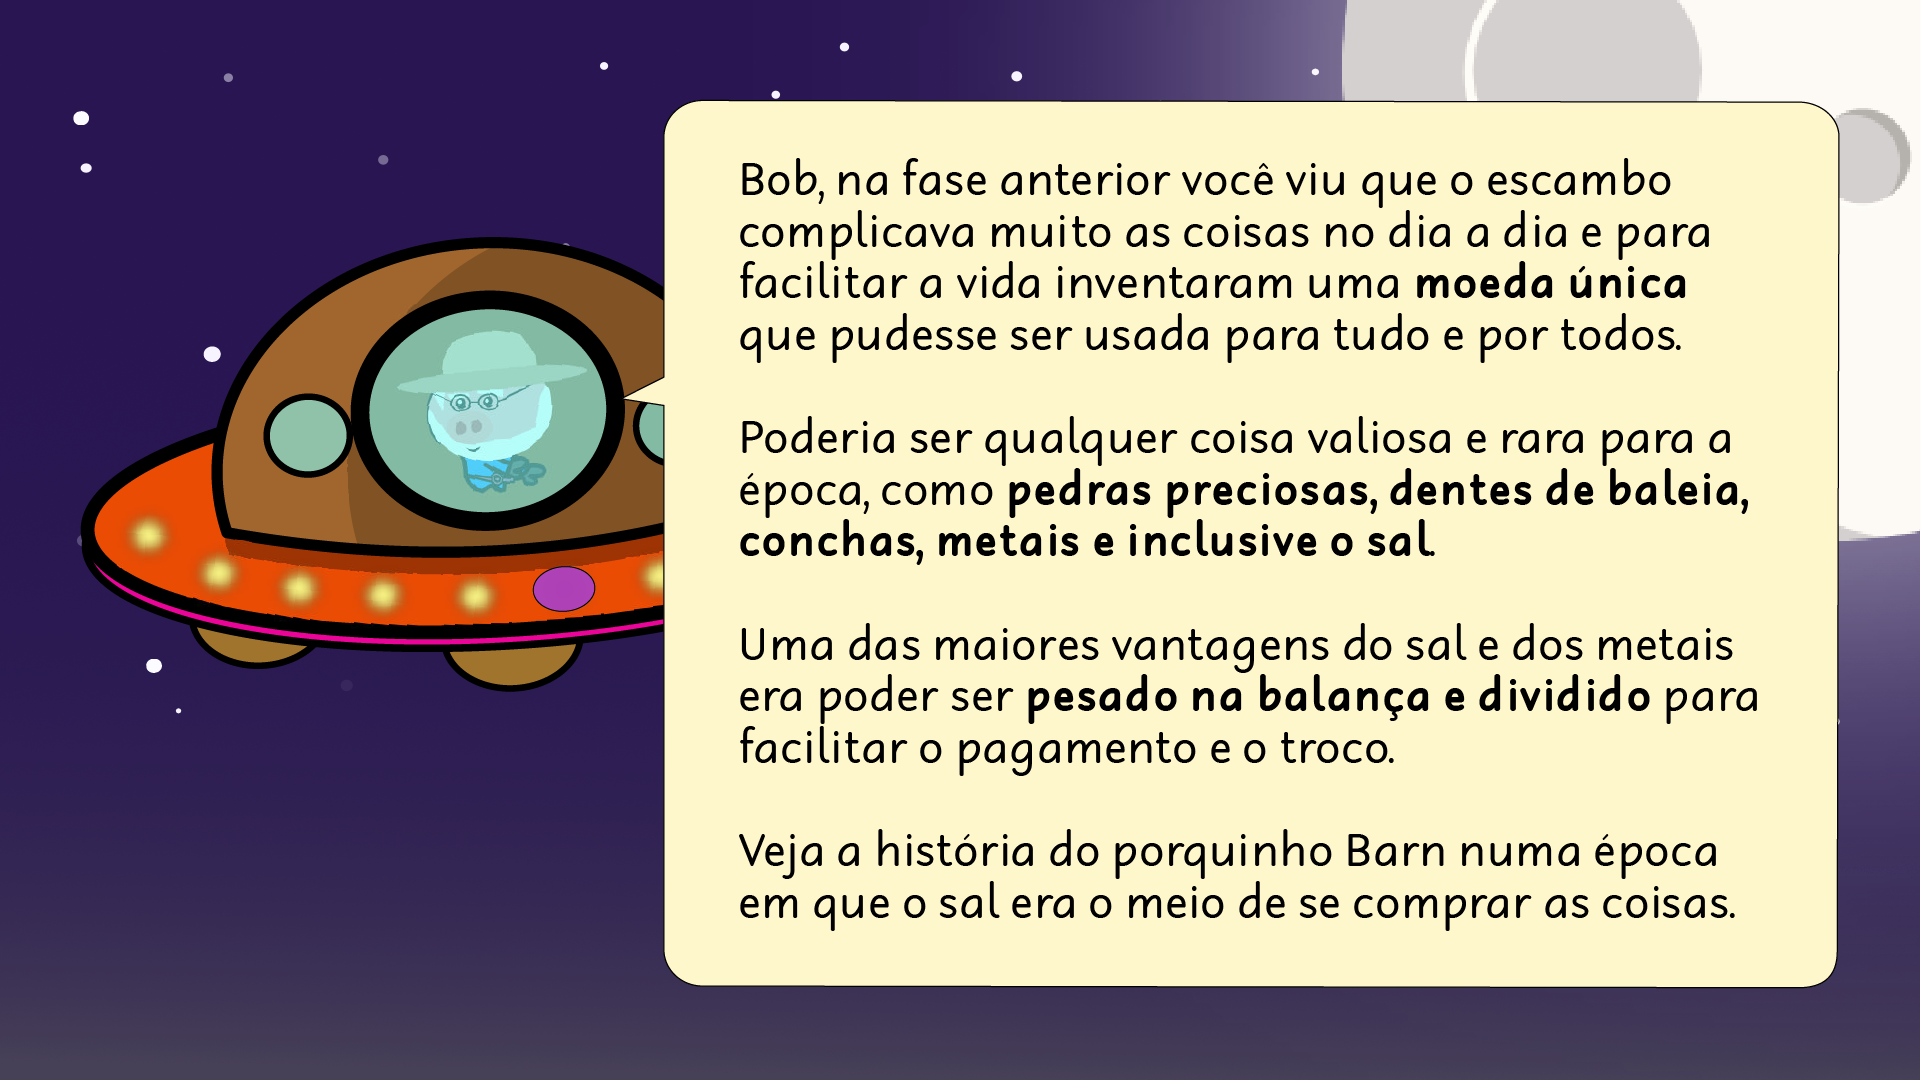 Bob, na fase anterior você viu que o escambo
complicava muito as coisas no dia a dia e para
facilitar a vida inventaram uma moeda única
que pudesse ser usada para tudo e por todos.
Poderia ser qualquer coisa valiosa e rara para a
época, como pedras preciosas, dentes de baleia,
conchas, metais e inclusive o sal.
Uma das maiores vantagens do sal e dos metais
era poder ser pesado na balança e dividido para
facilitar o pagamento e o troco.
Veja a história do porquinho Barn numa época
em que o sal era o meio de se comprar as coisas.